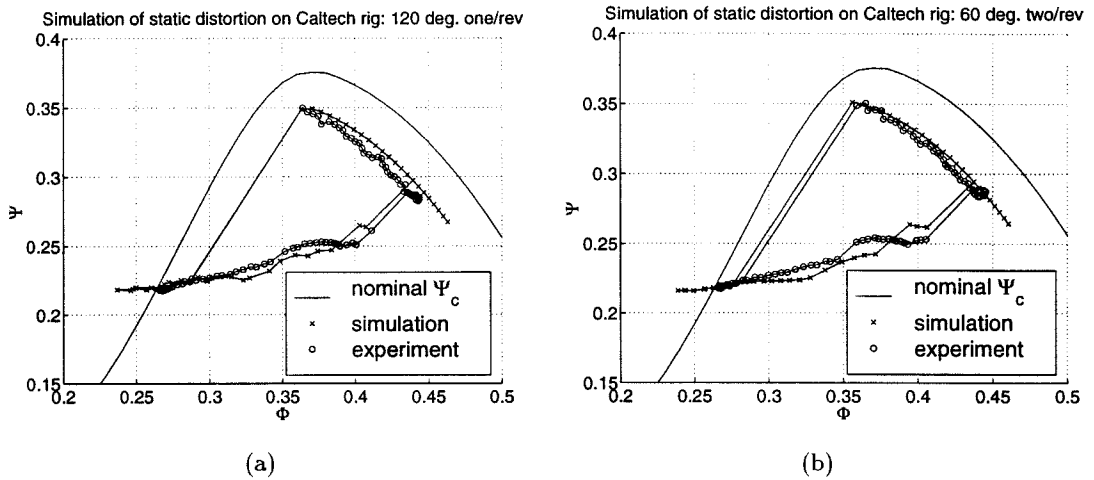 Simulation of static distortion on Caltech rig: 120 deg. one/rev
0.4
0.35
0.3
0.25
0.2
0.15
Ψ
0.2 0.25 0.3 0.35 0.4 0.45 0.5
Φ
nominal Ψc
simulation
experiment
(a)
Simulation of static distortion on Caltech rig: 60 deg. two/rev
0.4
0.35
0.3
0.25
0.2
0.15
Ψ
0.2 0.25 0.3 0.35 0.4 0.45 0.5
Φ
nominal Ψc
simulation
experiment
(b)